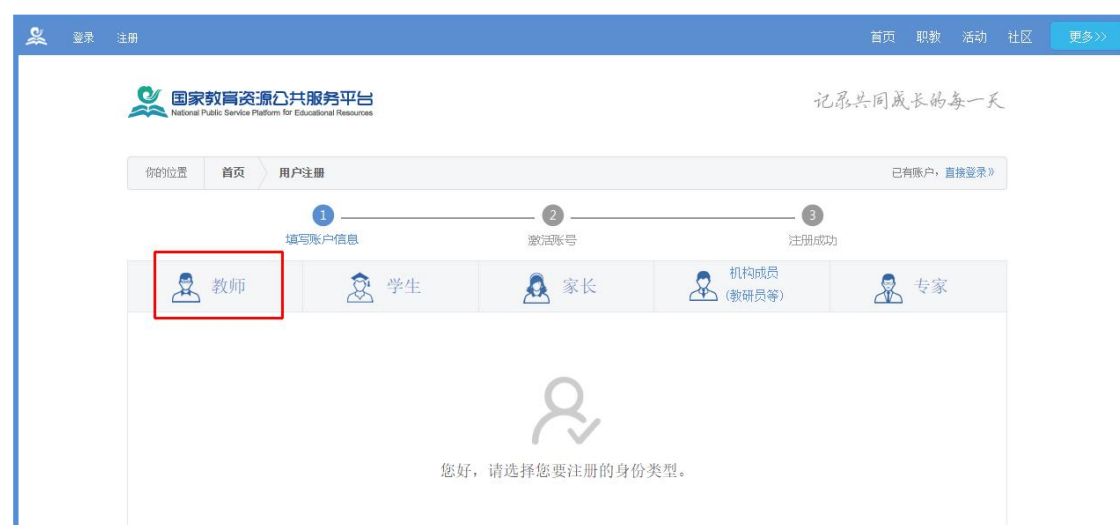 登录 注册 首页 职教 活动 社区 更多>>
国家教育资源公共服务平台
National Public Service Platform for Educational Resources
记录共同成长的每一天
你的位置 首页 用户注册 已有账户，直接登录》
1 2 3
填写账户信息 激活账号 注册成功
教师 学生 家长 机构成员 专家
(教研员等)
您好，请选择您要注册的身份类型。